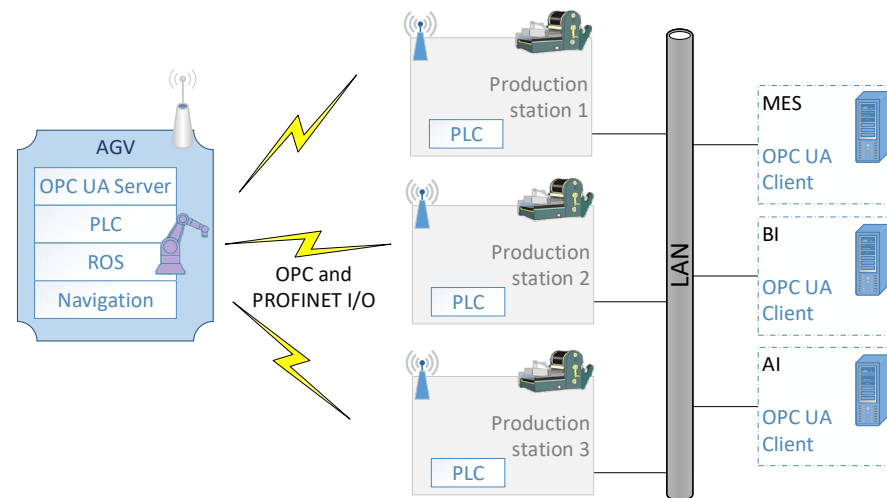 AGV
OPC UA Server
PLC
ROS
Navigation
OPC and
PROFINET I/O
Production
station 1
PLC
Production
station 2
PLC
Production
station 3
PLC
LAN
MES
OPC UA
Client
BI
OPC UA
Client
AI
OPC UA
Client